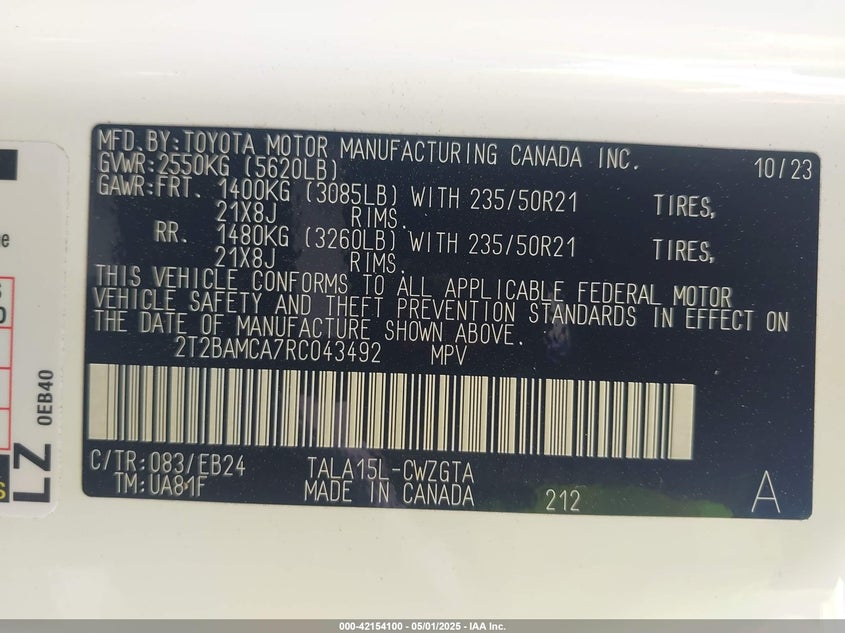 MFD.BY:TOYOTA MOTOR MANUFACTURING CANADA INC. 10/23
GVWR:2550KG (5620LB)
GAWR:FRT. 1400KG (3085LB) WITH 235/50R21 TIRES,
21X8J RIMS.
RR. 1480KG (3260LB) WITH 235/50R21 TIRES,
21X8J RIMS.
THIS VEHICLE CONFORMS TO ALL APPLICABLE FEDERAL MOTOR
VEHICLE SAFETY AND THEFT PREVENTION STANDARDS IN EFFECT ON
THE DATE OF MANUFACTURE SHOWN ABOVE.
2T2BAMCA7RC043492 MPV
C/TR:083/EB24 TALA15L-CWZGTA
TM:UA81F MADE IN CANADA 212 A
LZ 0EB40
000-42154100 - 05/01/2025 - IAA Inc.